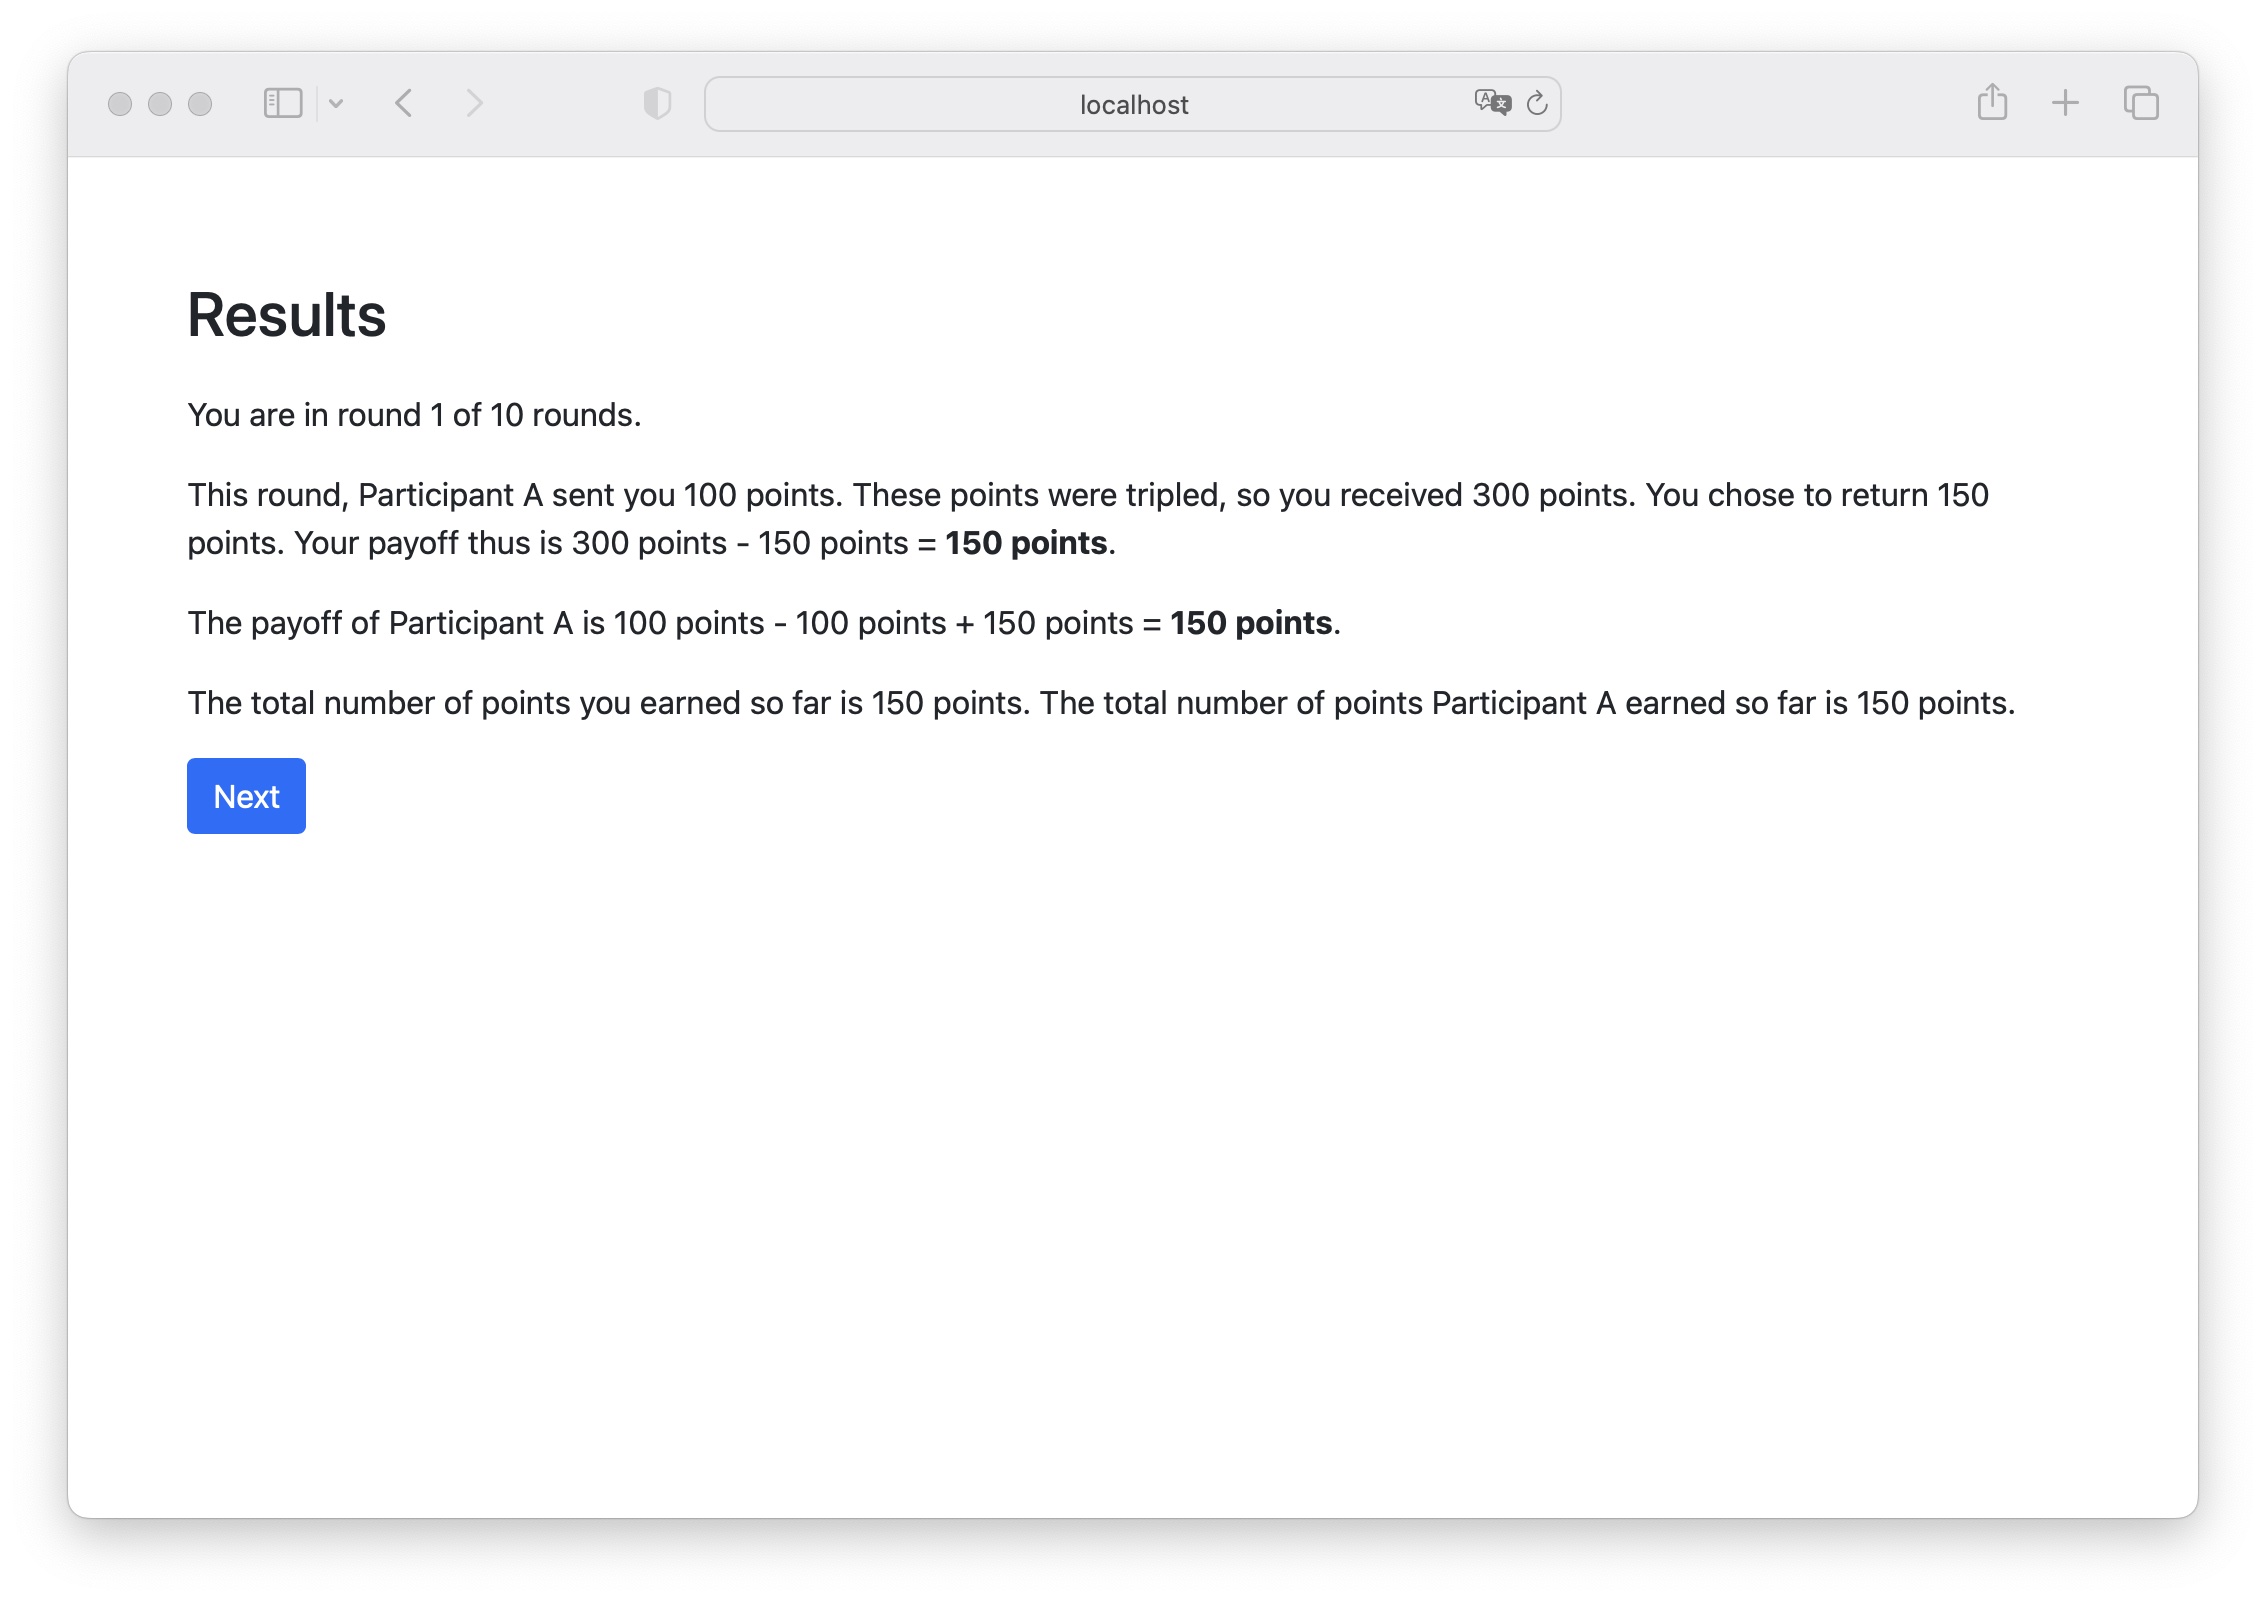 localhost
Results
You are in round 1 of 10 rounds.
This round, Participant A sent you 100 points. These points were tripled, so you received 300 points. You chose to return 150
points. Your payoff thus is 300 points - 150 points = 150 points.
The payoff of Participant A is 100 points - 100 points + 150 points = 150 points.
The total number of points you earned so far is 150 points. The total number of points Participant A earned so far is 150 points.
Next